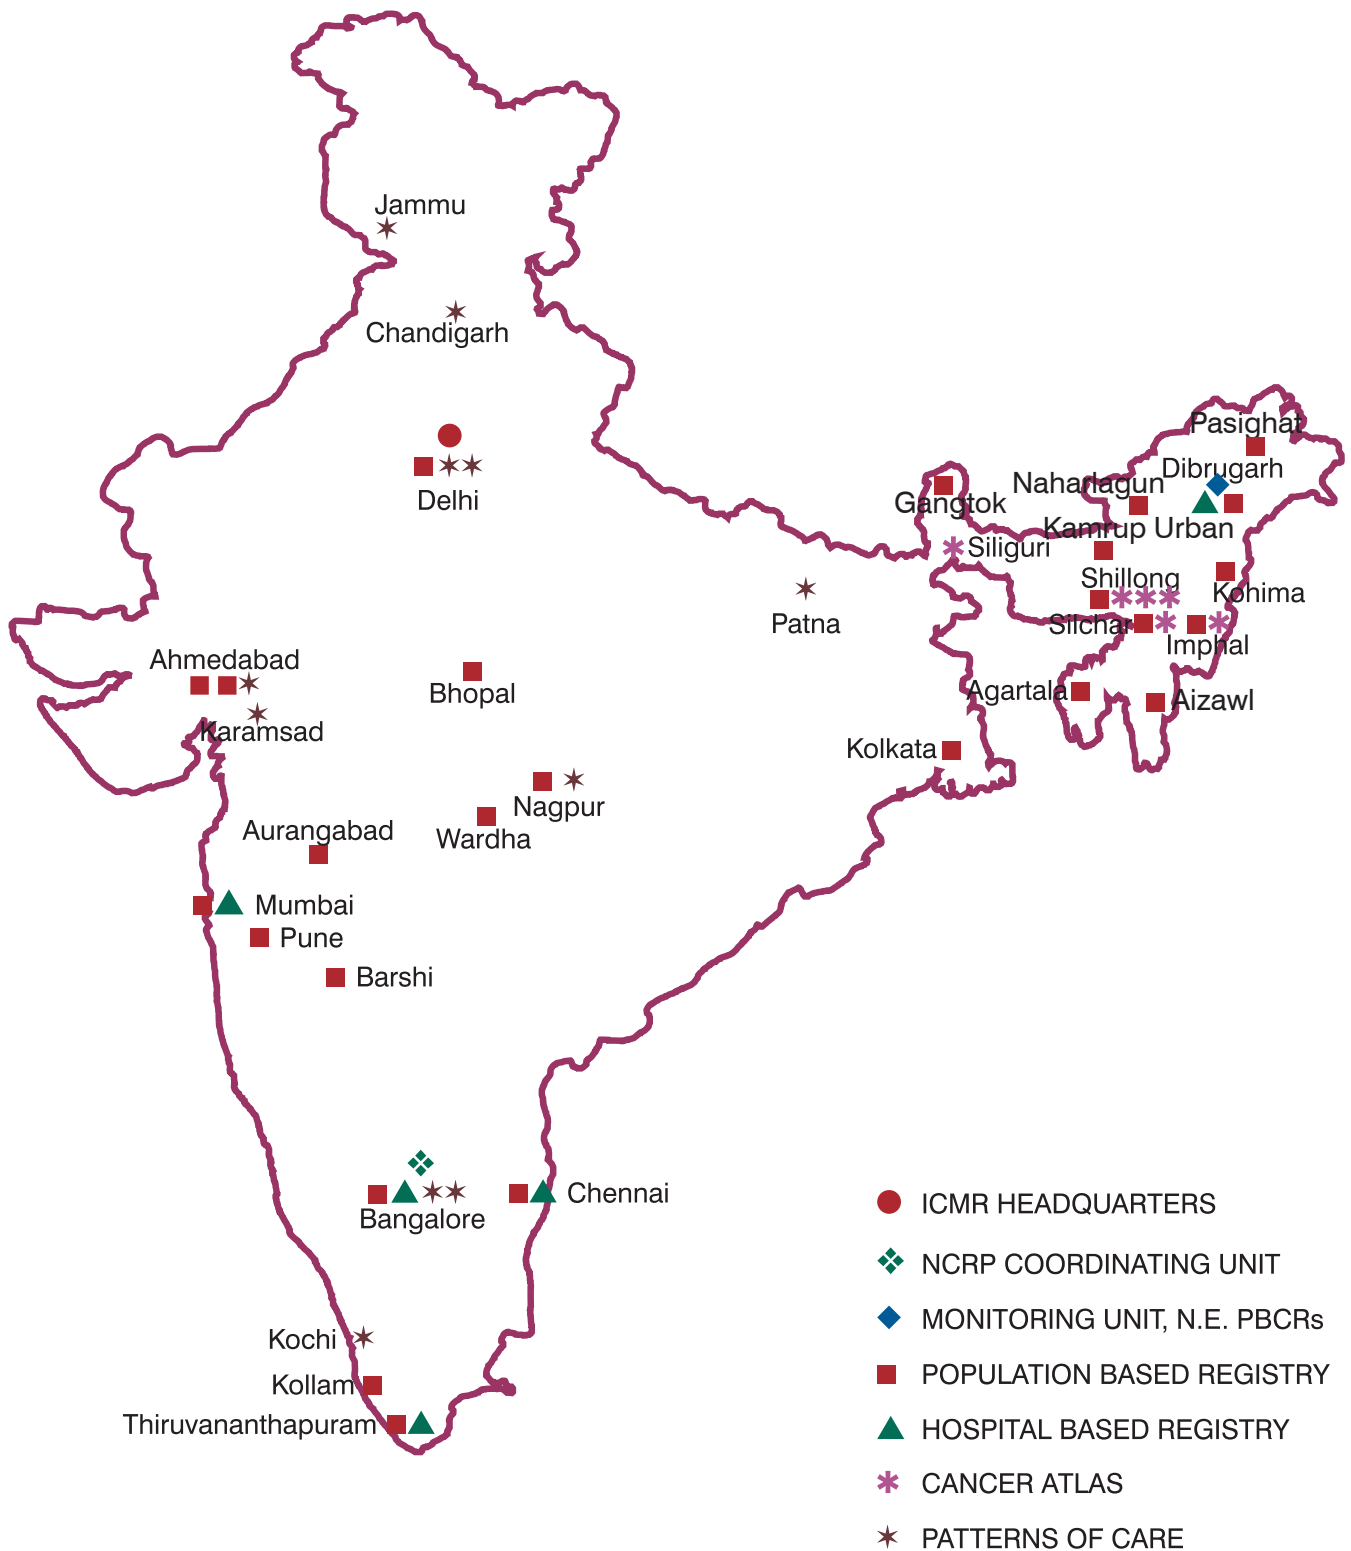 Jammu
Chandigarh
Delhi
Pasighat
Dibrugarh
Naharlagun
Gangtok
Kamrup Urban
Siliguri
Shillong
Kohima
Patna
Silchar
Imphal
Ahmedabad
Bhopal
Agartala
Aizawl
Karamsad
Kolkata
Nagpur
Aurangabad
Wardha
Mumbai
Pune
Barshi
Bangalore
Chennai
Kochi
Kollam
Thiruvananthapuram
ICMR HEADQUARTERS
NCRP COORDINATING UNIT
MONITORING UNIT, N.E. PBCRs
POPULATION BASED REGISTRY
HOSPITAL BASED REGISTRY
CANCER ATLAS
PATTERNS OF CARE